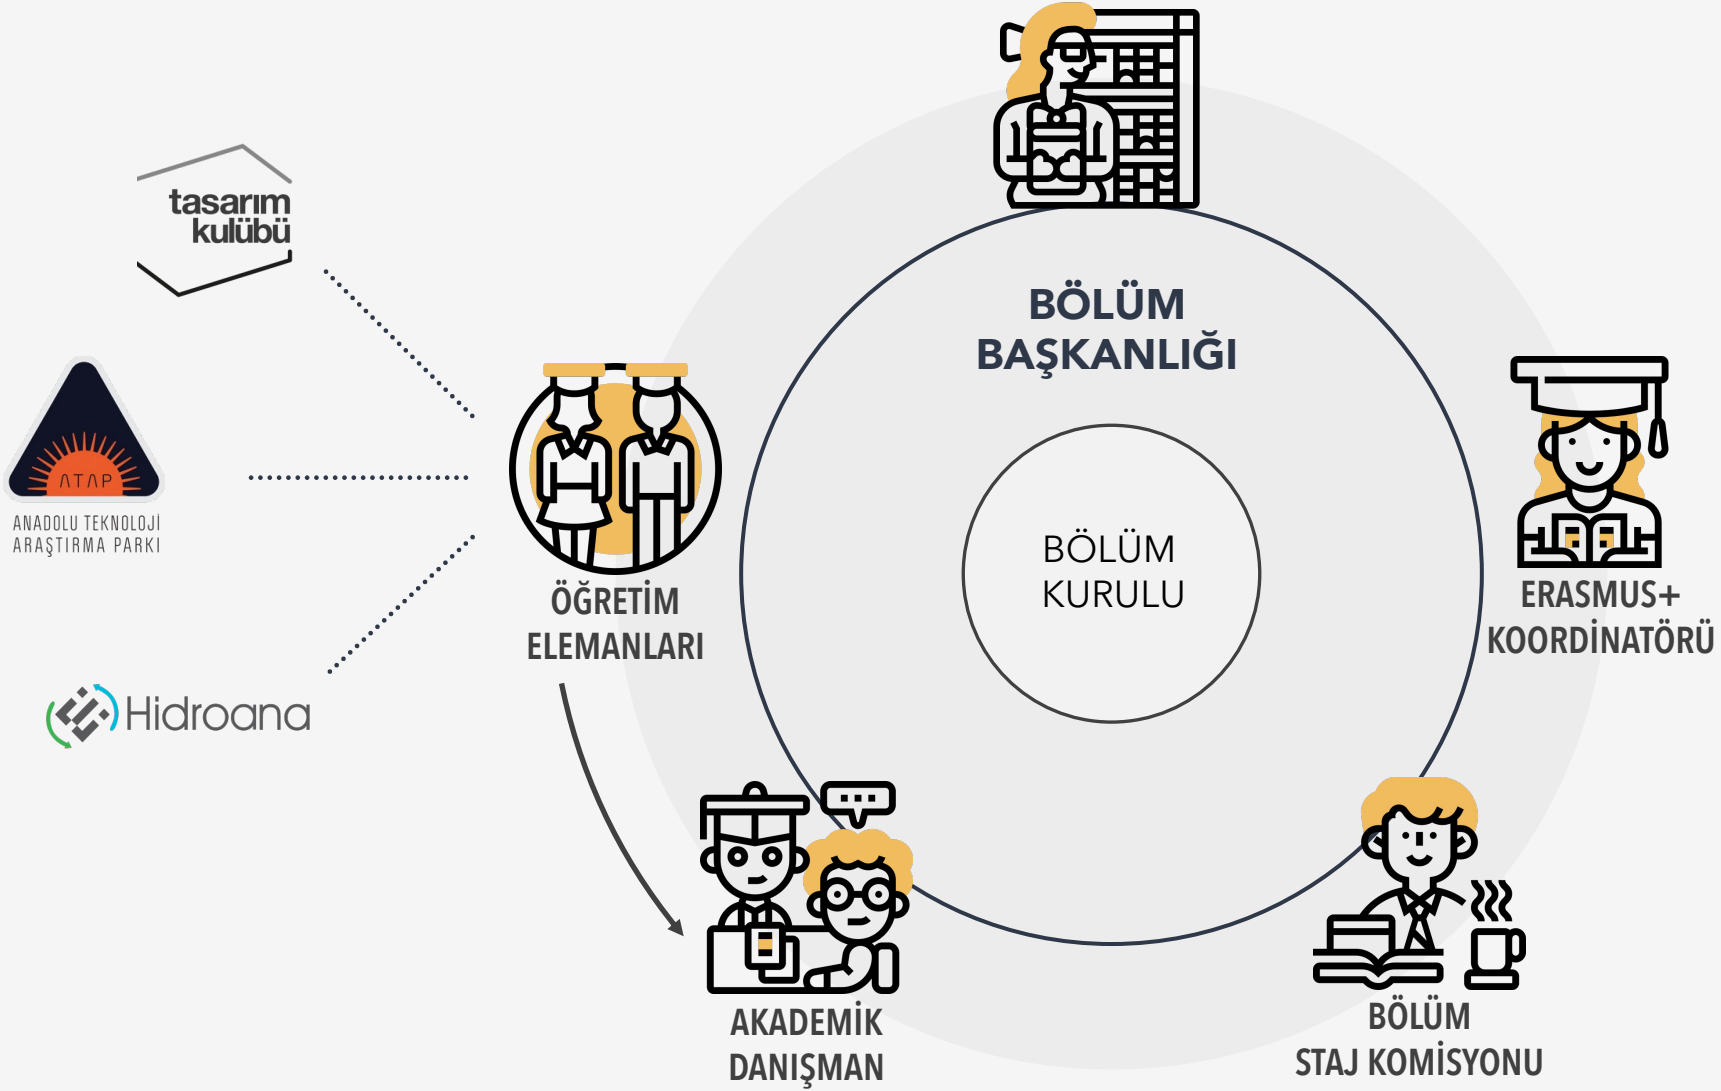 tasarım
kulübü
BÖLÜM
BAŞKANLIĞI
ATAP
ANADOLU TEKNOLOJİ
ARAŞTIRMA PARKI
BÖLÜM
KURULU
ÖĞRETİM
ELEMANLARI
ERASMUS+
KOORDİNATÖRÜ
Hidroana
AKADEMİK
DANIŞMAN
BÖLÜM
STAJ KOMİSYONU